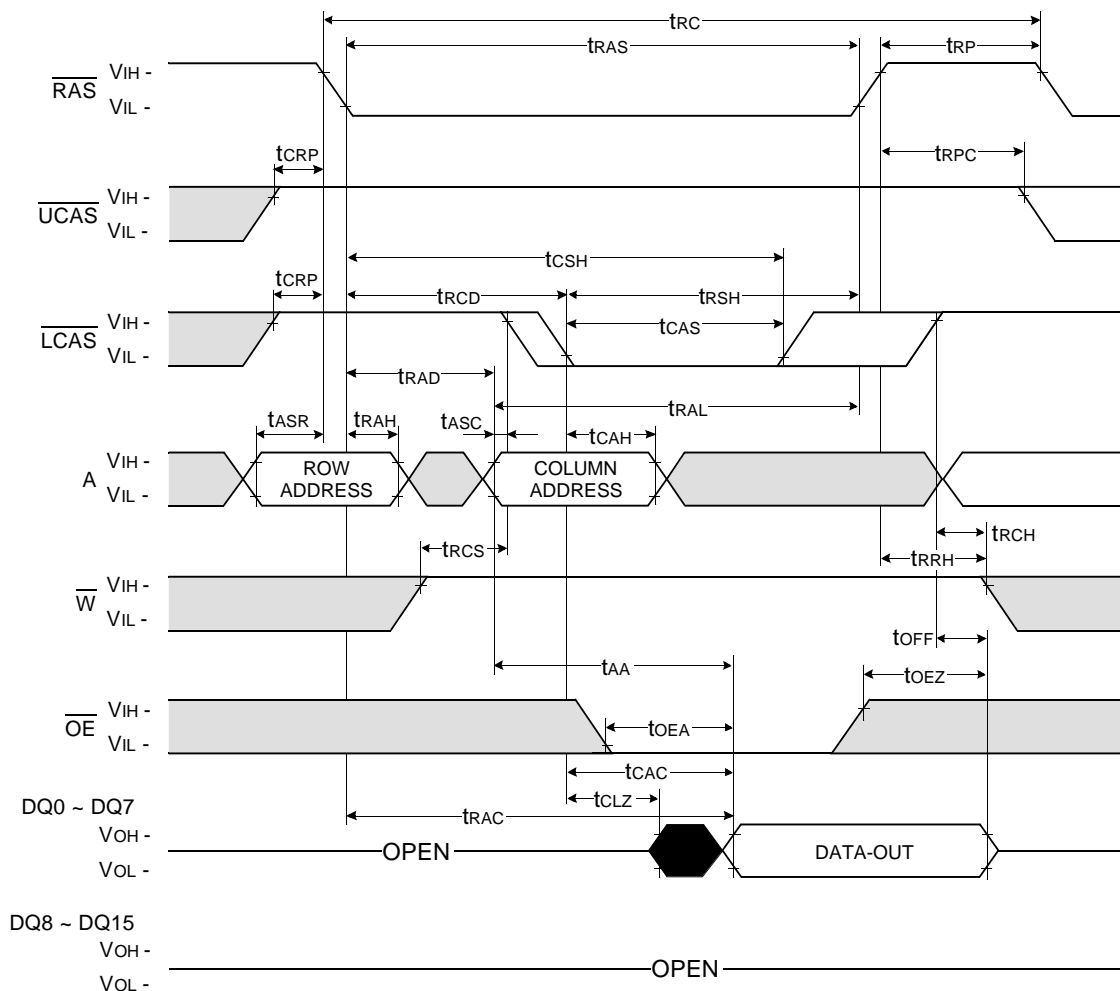 tRC
tRAS
tRP
RAS
VIH -
VIL -
tCRP
tRPC
UCAS
VIH -
VIL -
tCSH
tCRP
tRCD
tRSH
LCAS
VIH -
VIL -
tCAS
tRAD
tRAL
tASR
tRAH
tASC
tCAH
A
VIH -
VIL -
ROW
ADDRESS
COLUMN
ADDRESS
tRCH
tRCS
tRRH
W
VIH -
VIL -
tOFF
tAA
tOEZ
OE
VIH -
VIL -
tOEA
tCAC
tCLZ
DQ0 ~ DQ7
tRAC
VOH -
VOL -
OPEN
DATA-OUT
DQ8 ~ DQ15
VOH -
VOL -
OPEN